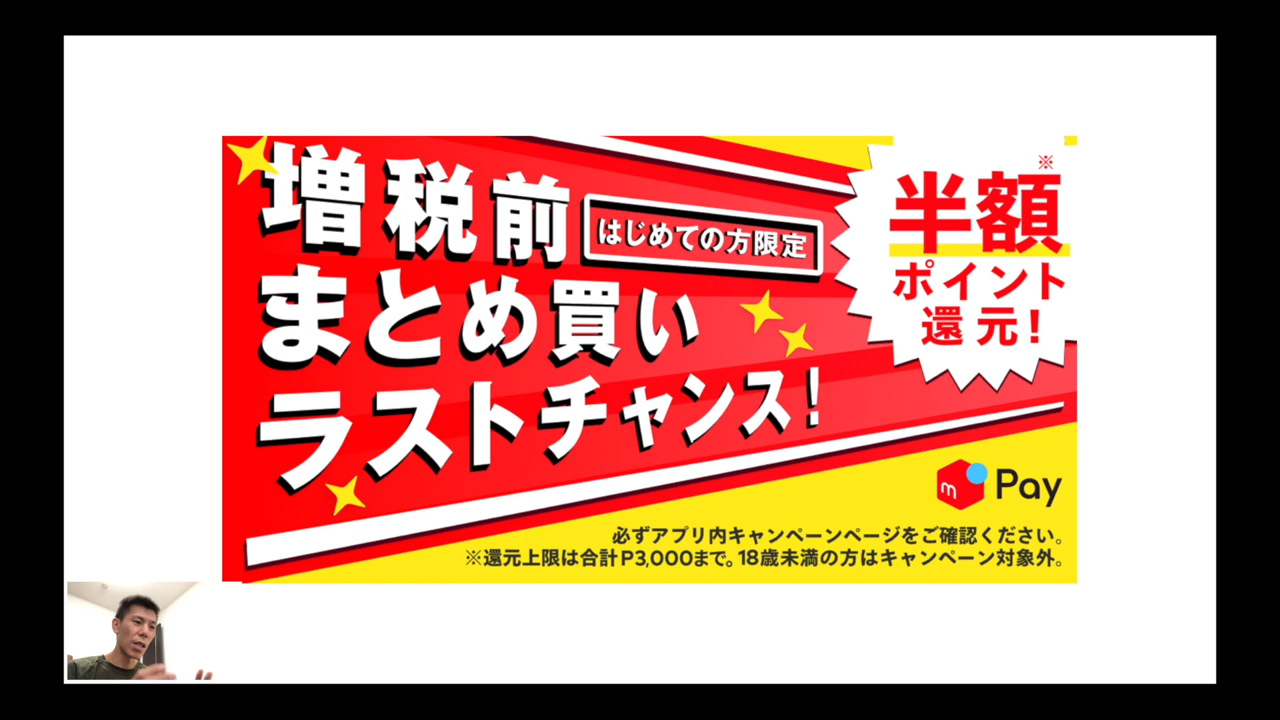 増税前
はじめての方限定
まとめ買い
ラストチャンス!
※
半額
ポイント
還元!
m Pay
必ずアプリ内キャンペーンページをご確認ください。
※還元上限は合計P3,000まで。18歳未満の方はキャンペーン対象外。